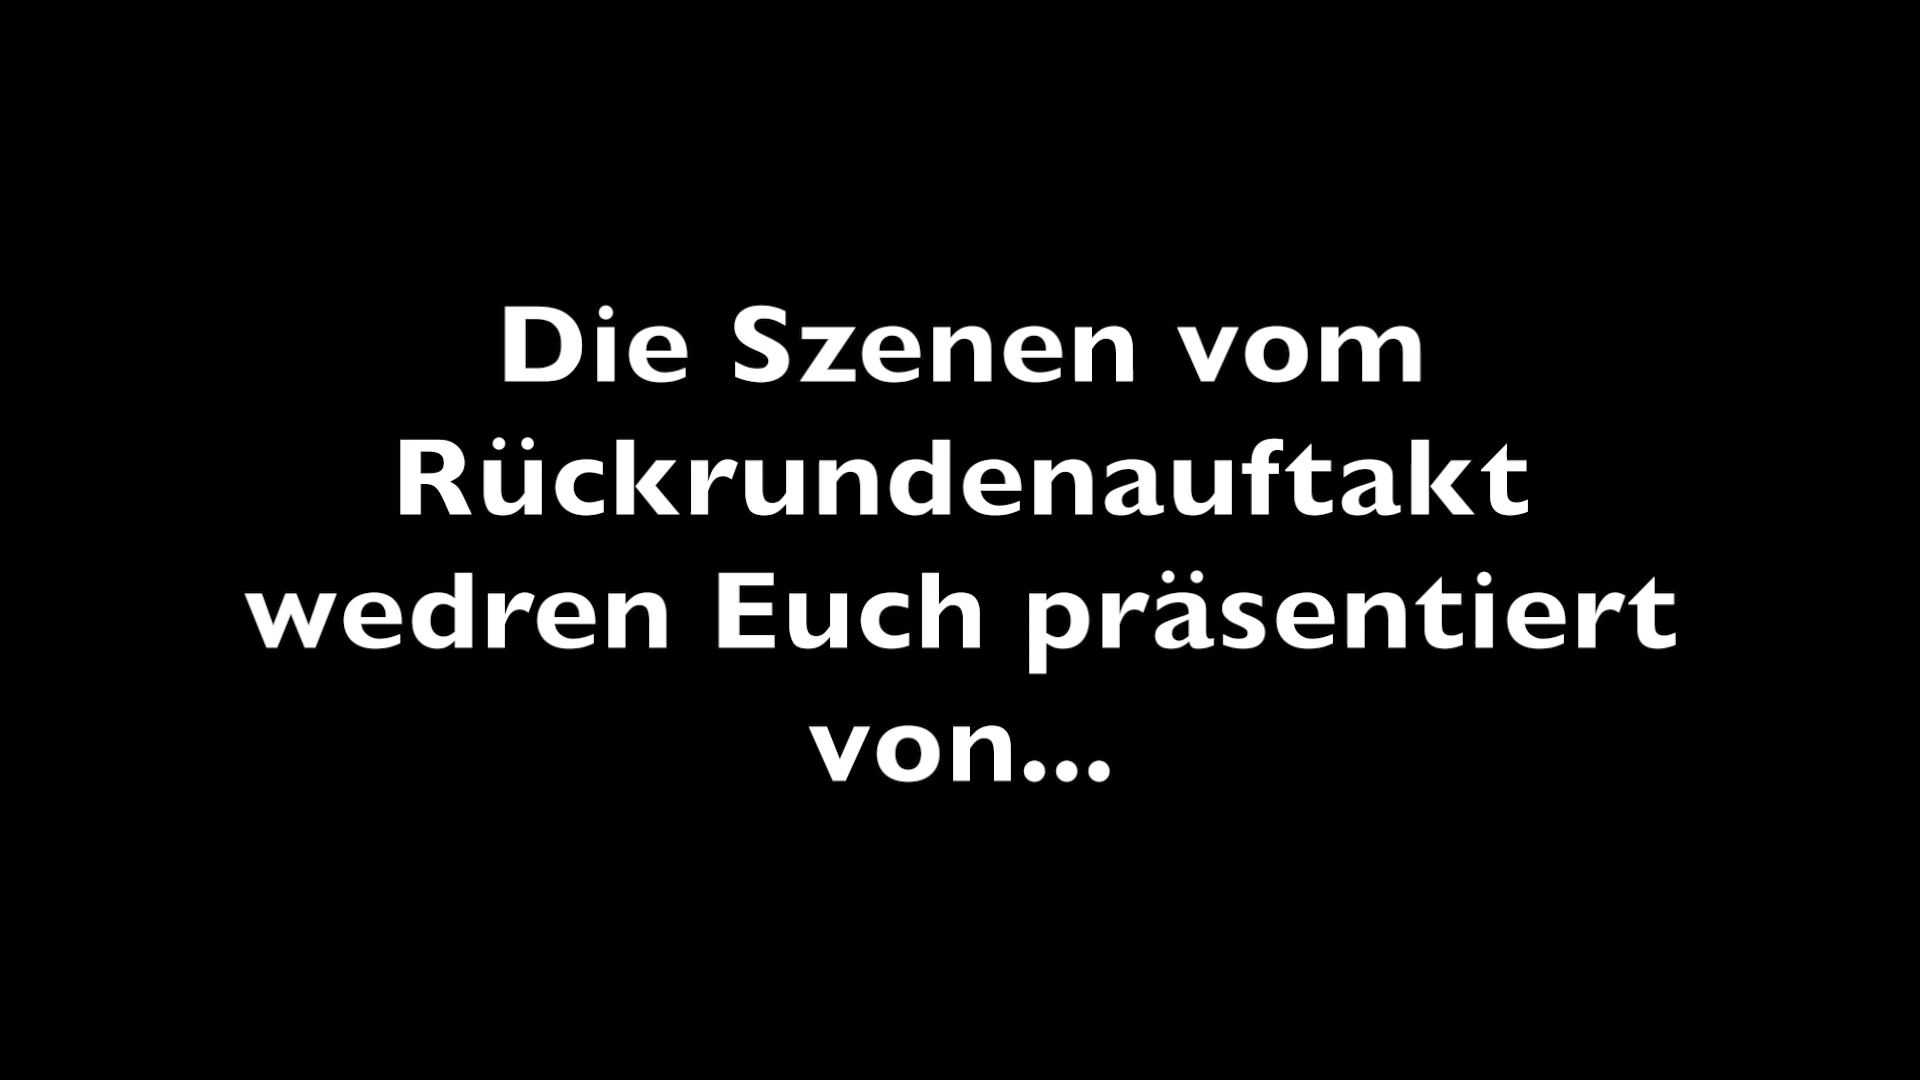 Die Szenen vom
Rückrundenauftakt
wedren Euch präsentiert
von...